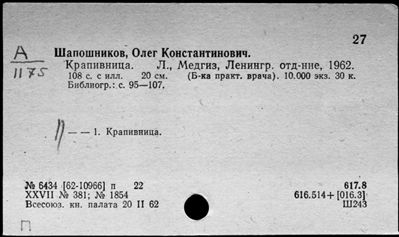 27
А
1175
Шапошников, Олег Константинович.
Крапивница. Л., Медгиз, Ленингр. отд-ние, 1962.
108 с. с илл. 20 см. (Б-ка практ. врача). 10.000 экз. 30 к.
Библиогр.: с. 95—107.
— — 1. Крапивница.
№ 6434 [62-10966] п 22 617.8
XXVII № 381; № 1854 616.514+[016.3]
Всесоюз. кн. палата 20 II 62 Ш243
П